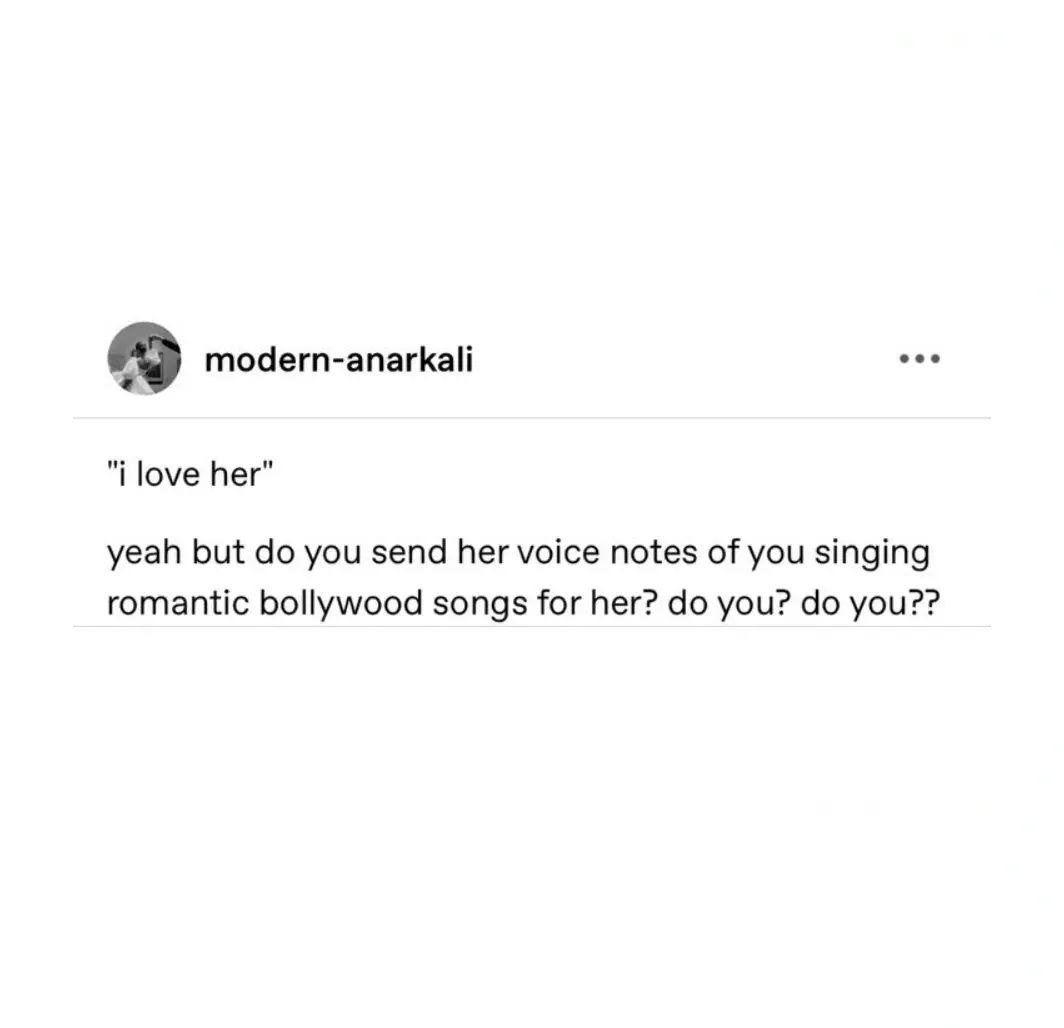 modern-anarkali
"i love her"
yeah but do you send her voice notes of you singing
romantic bollywood songs for her? do you? do you??